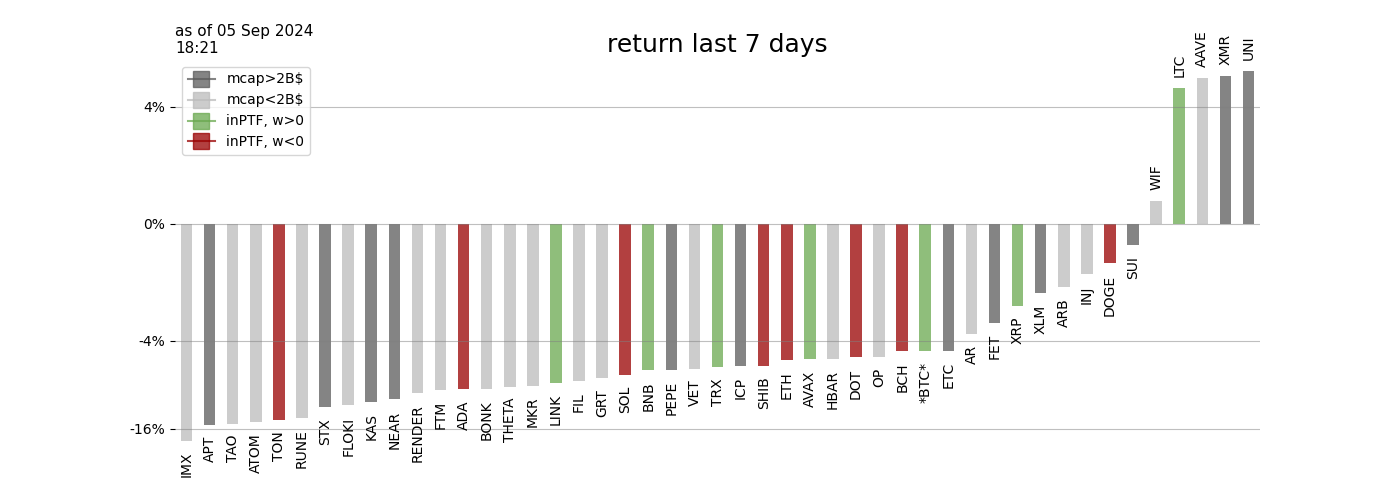 as of 05 Sep 2024
18:21
return last 7 days
mcap>2B$
mcap<2B$
inPTF, w>0
inPTF, w<0
4%
0%
-4%
-16%
IMX
APT
TAO
ATOM
TON
RUNE
STX
FLOKI
KAS
NEAR
RENDER
FTM
ADA
BONK
THETA
MKR
LINK
FIL
GRT
SOL
BNB
PEPE
VET
TRX
ICP
SHIB
ETH
AVAX
HBAR
DOT
OP
BCH
*BTC*
ETC
AR
FET
XRP
XLM
ARB
INJ
DOGE
SUI
WIF
LTC
AAVE
XMR
UNI